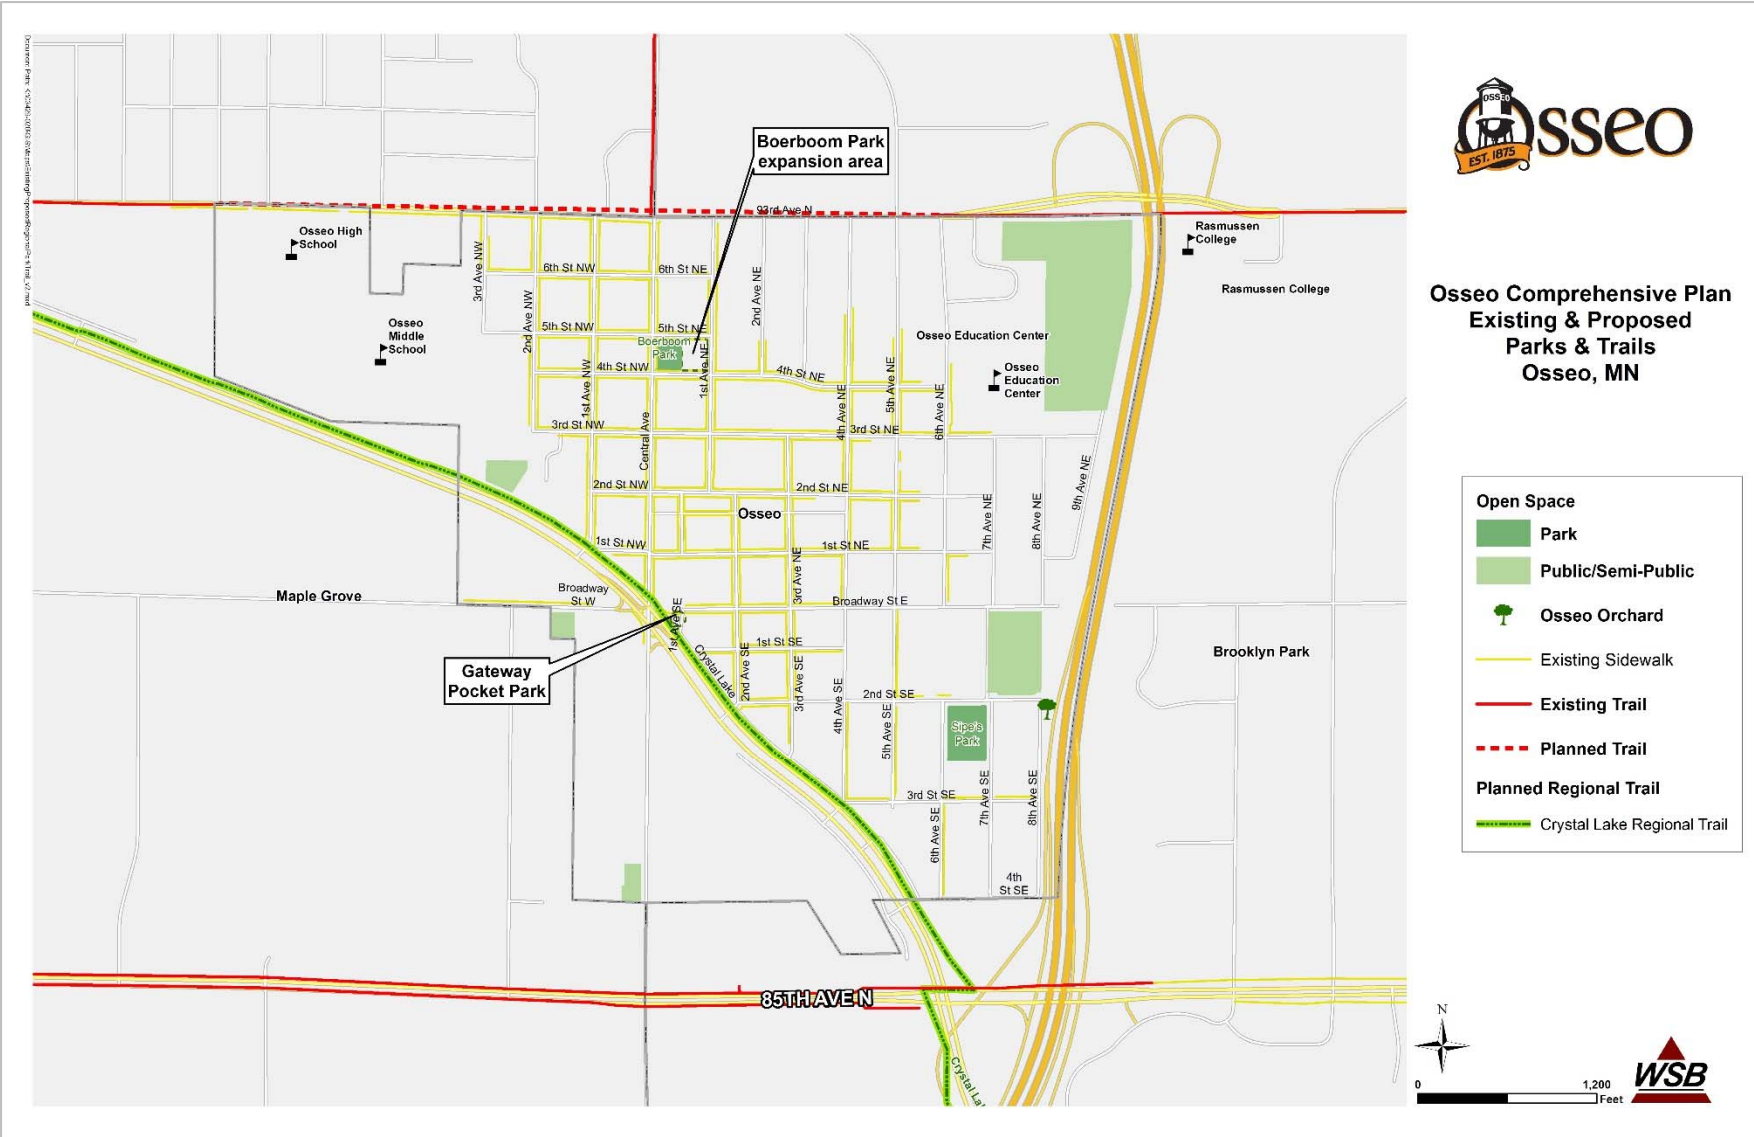 Boerboom Park
expansion area
93rd Ave N
Osseo High
School
Rasmussen
College
Rasmussen College
3rd Ave NW
6th St NW
6th St NE
2nd Ave NE
2nd Ave NW
5th St NW
5th St NE
Boerboom
Park
Osseo
Middle
School
Osseo Education Center
Osseo
Education
Center
4th St NW
4th St NE
1st Ave NW
1st Ave NE
4th Ave NE
5th Ave NE
6th Ave NE
3rd St NW
3rd St NE
Central Ave
2nd St NW
2nd St NE
9th Ave NE
Osseo
7th Ave NE
8th Ave NE
1st St NW
1st St NE
3rd Ave NE
Maple Grove
Broadway
St W
Broadway St E
1st Ave SE
1st St SE
Crystal Lake
Gateway
Pocket Park
2nd Ave SE
3rd Ave SE
4th Ave SE
2nd St SE
5th Ave SE
Sipe's
Park
Brooklyn Park
3rd St SE
6th Ave SE
7th Ave SE
8th Ave SE
4th
St SE
85TH AVE N
Crystal La
OSSEO
Osseo
EST. 1875
Osseo Comprehensive Plan
Existing & Proposed
Parks & Trails
Osseo, MN
Open Space
Park
Public/Semi-Public
Osseo Orchard
Existing Sidewalk
Existing Trail
Planned Trail
Planned Regional Trail
Crystal Lake Regional Trail
N
0 1,200
Feet
WSB